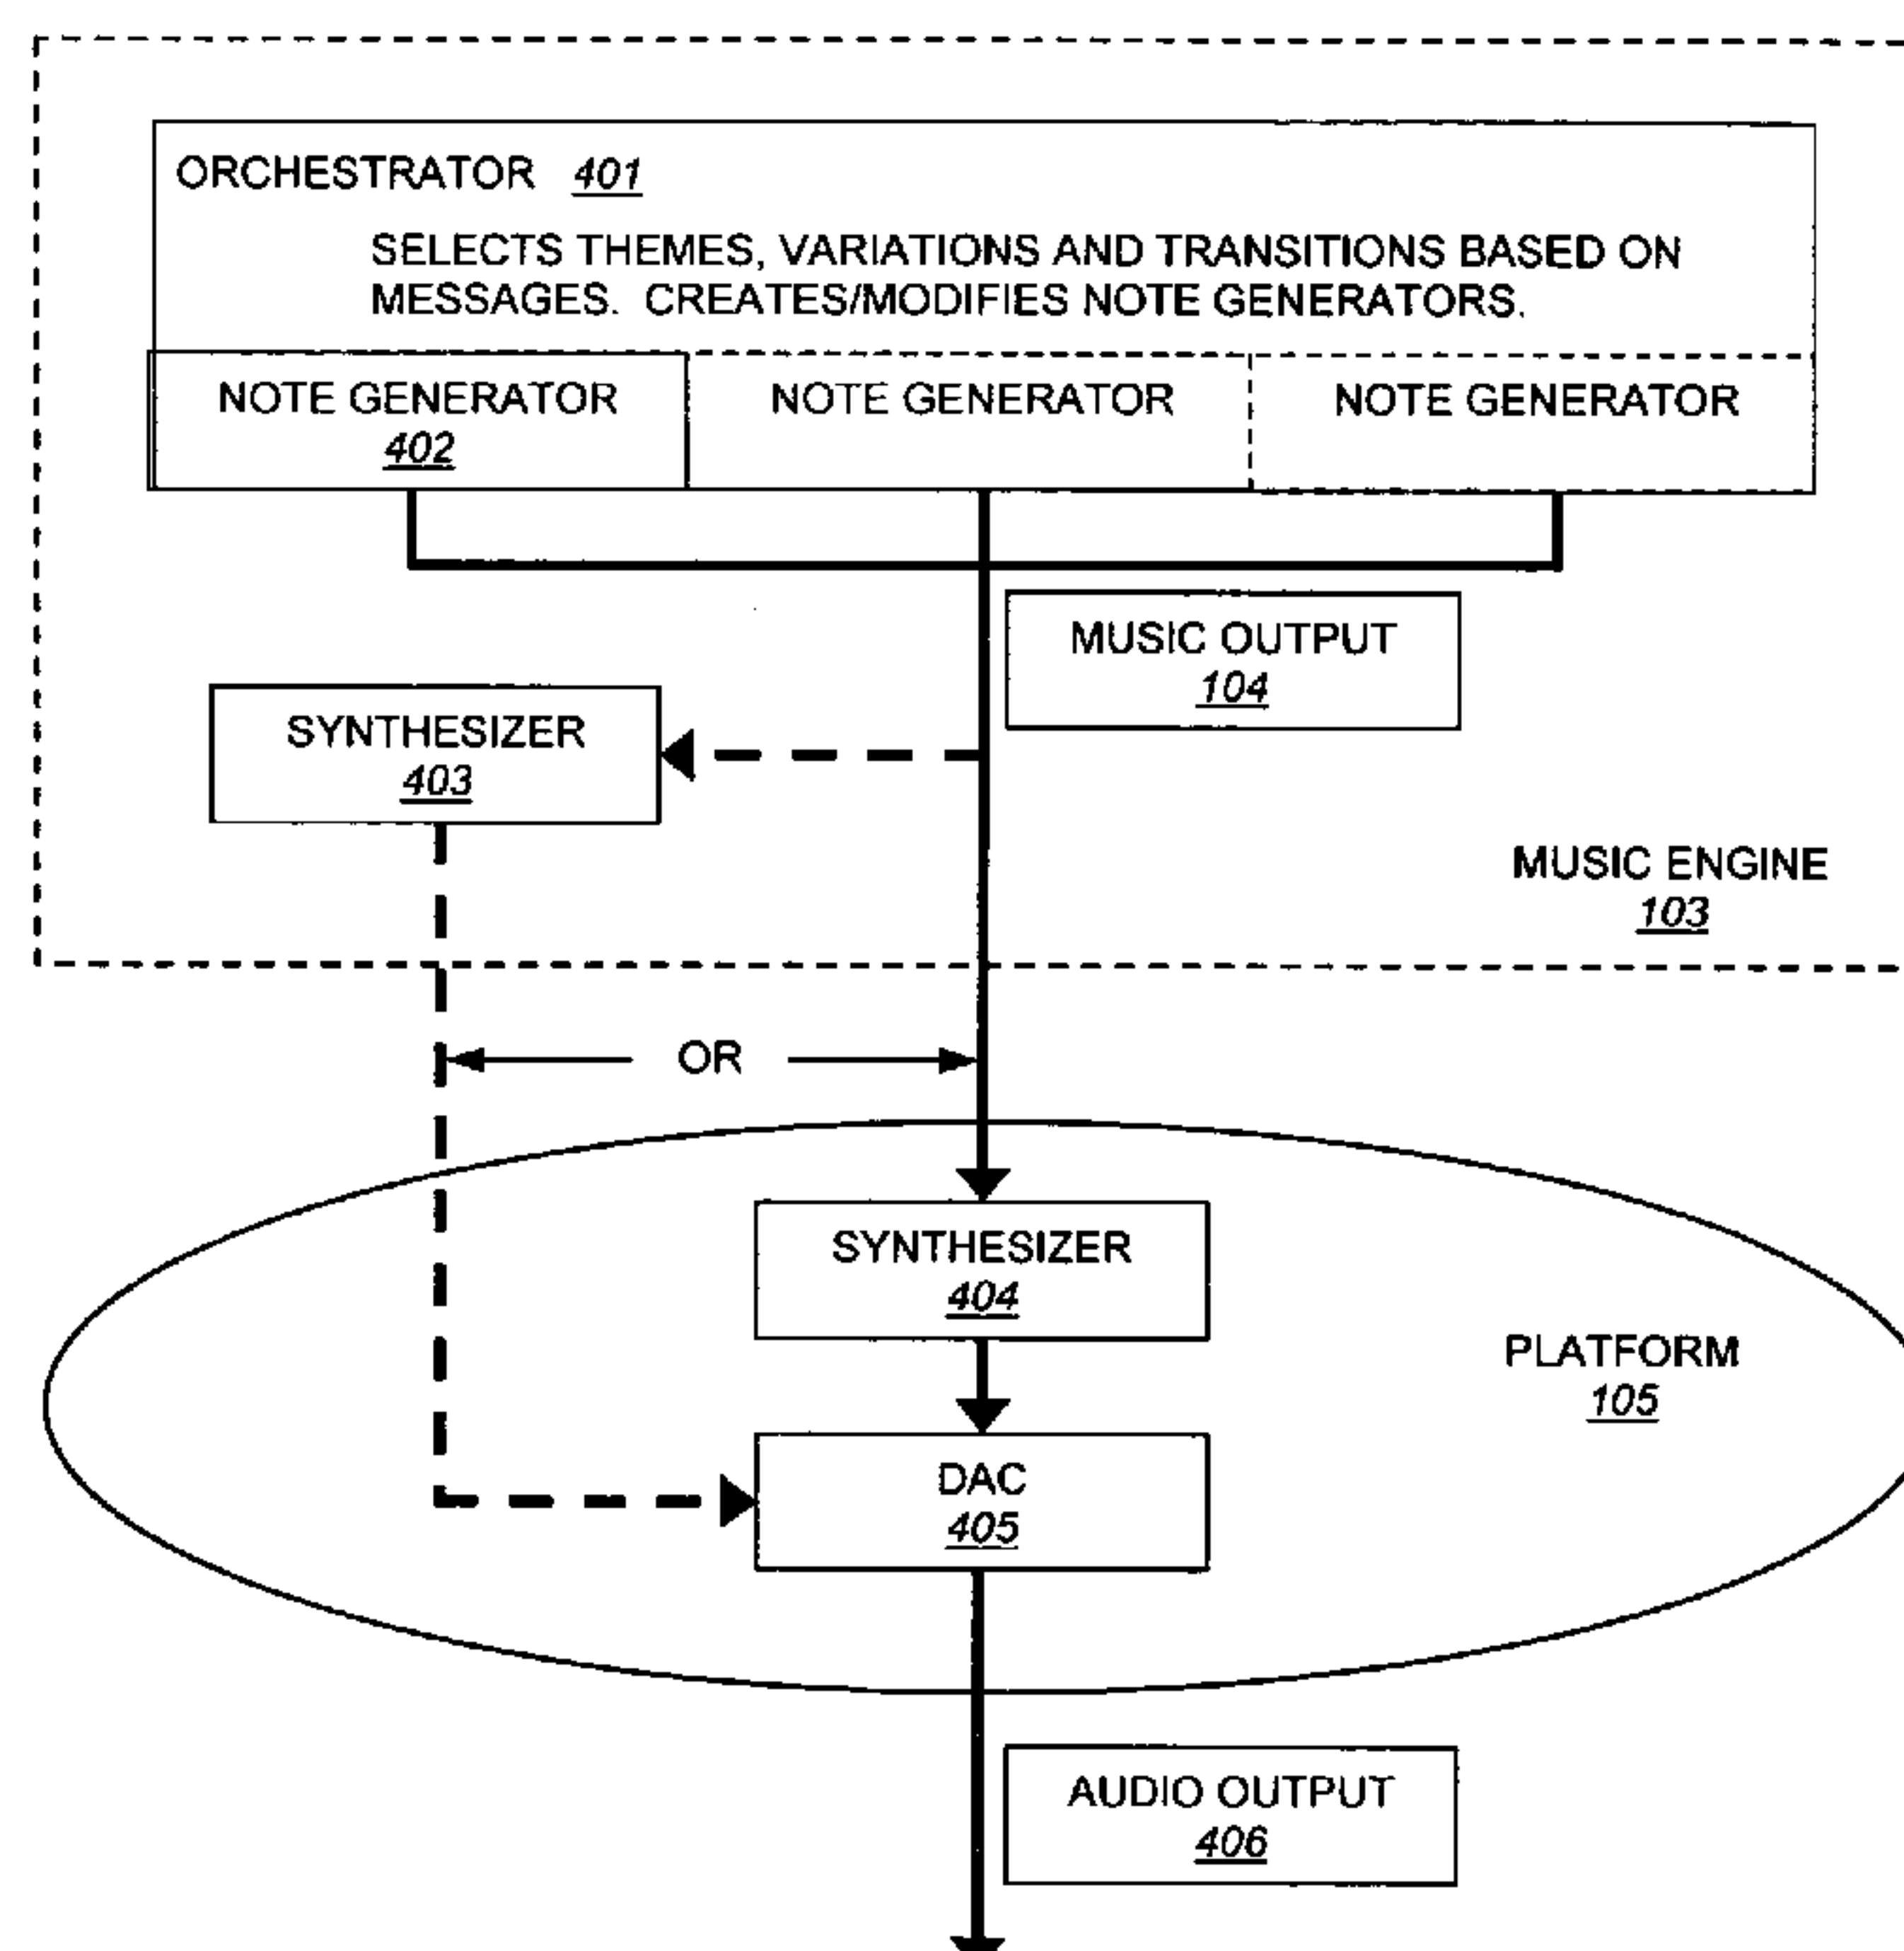 ORCHESTRATOR 401
SELECTS THEMES, VARIATIONS AND TRANSITIONS BASED ON
MESSAGES. CREATES/MODIFIES NOTE GENERATORS.
NOTE GENERATOR
402
NOTE GENERATOR
NOTE GENERATOR
MUSIC OUTPUT
104
SYNTHESIZER
403
MUSIC ENGINE
103
OR
SYNTHESIZER
404
PLATFORM
105
DAC
405
AUDIO OUTPUT
406